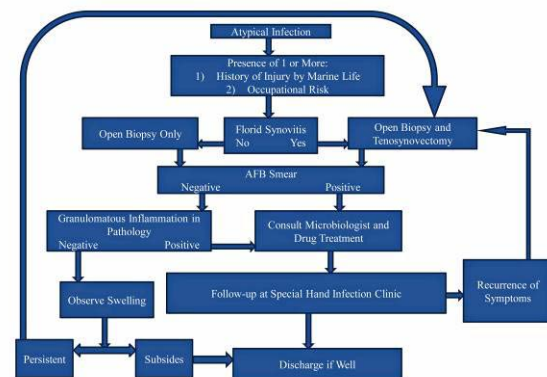 Atypical Infection
Presence of 1 or More:
1) History of Injury by Marine Life
2) Occupational Risk
Open Biopsy Only
Florid Synovitis
No Yes
Open Biopsy and
Tenosynovectomy
AFB Smear
Negative Positive
Granulomatous Inflammation in
Pathology
Negative Positive
Consult Microbiologist and
Drug Treatment
Observe Swelling
Follow-up at Special Hand Infection Clinic
Recurrence of
Symptoms
Persistent
Subsides
Discharge if Well